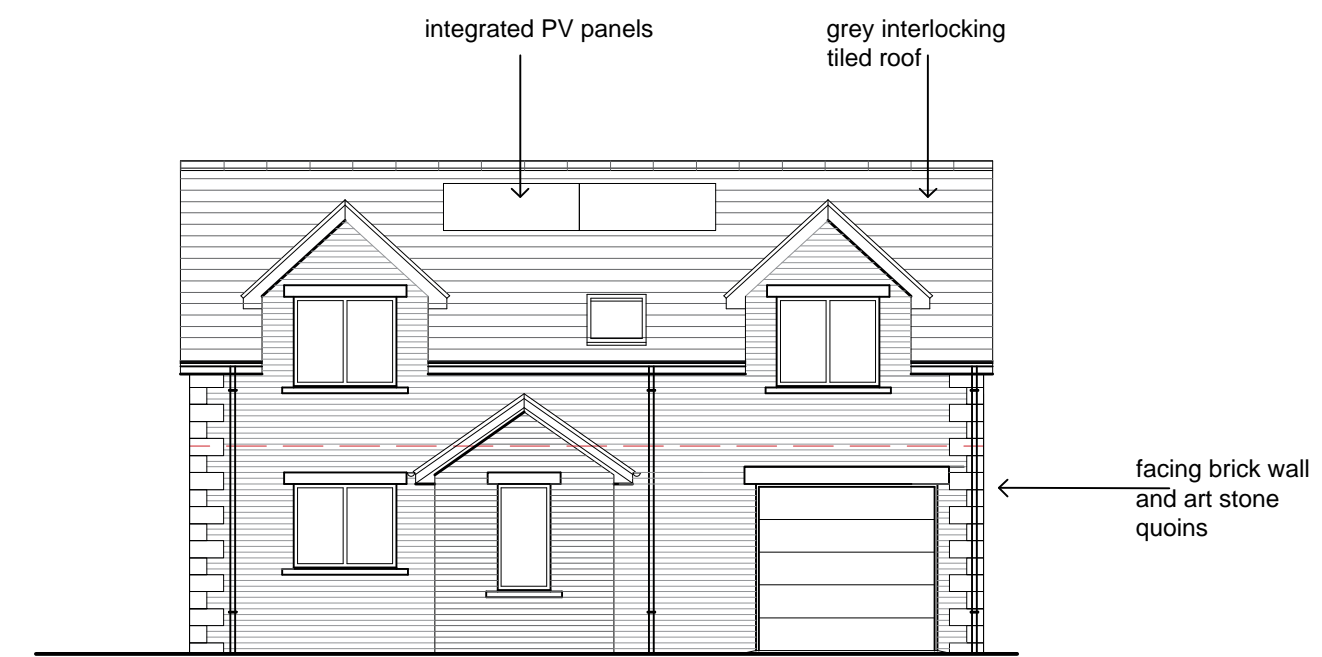 integrated PV panels
grey interlocking
tiled roof
facing brick wall
and art stone
quoins